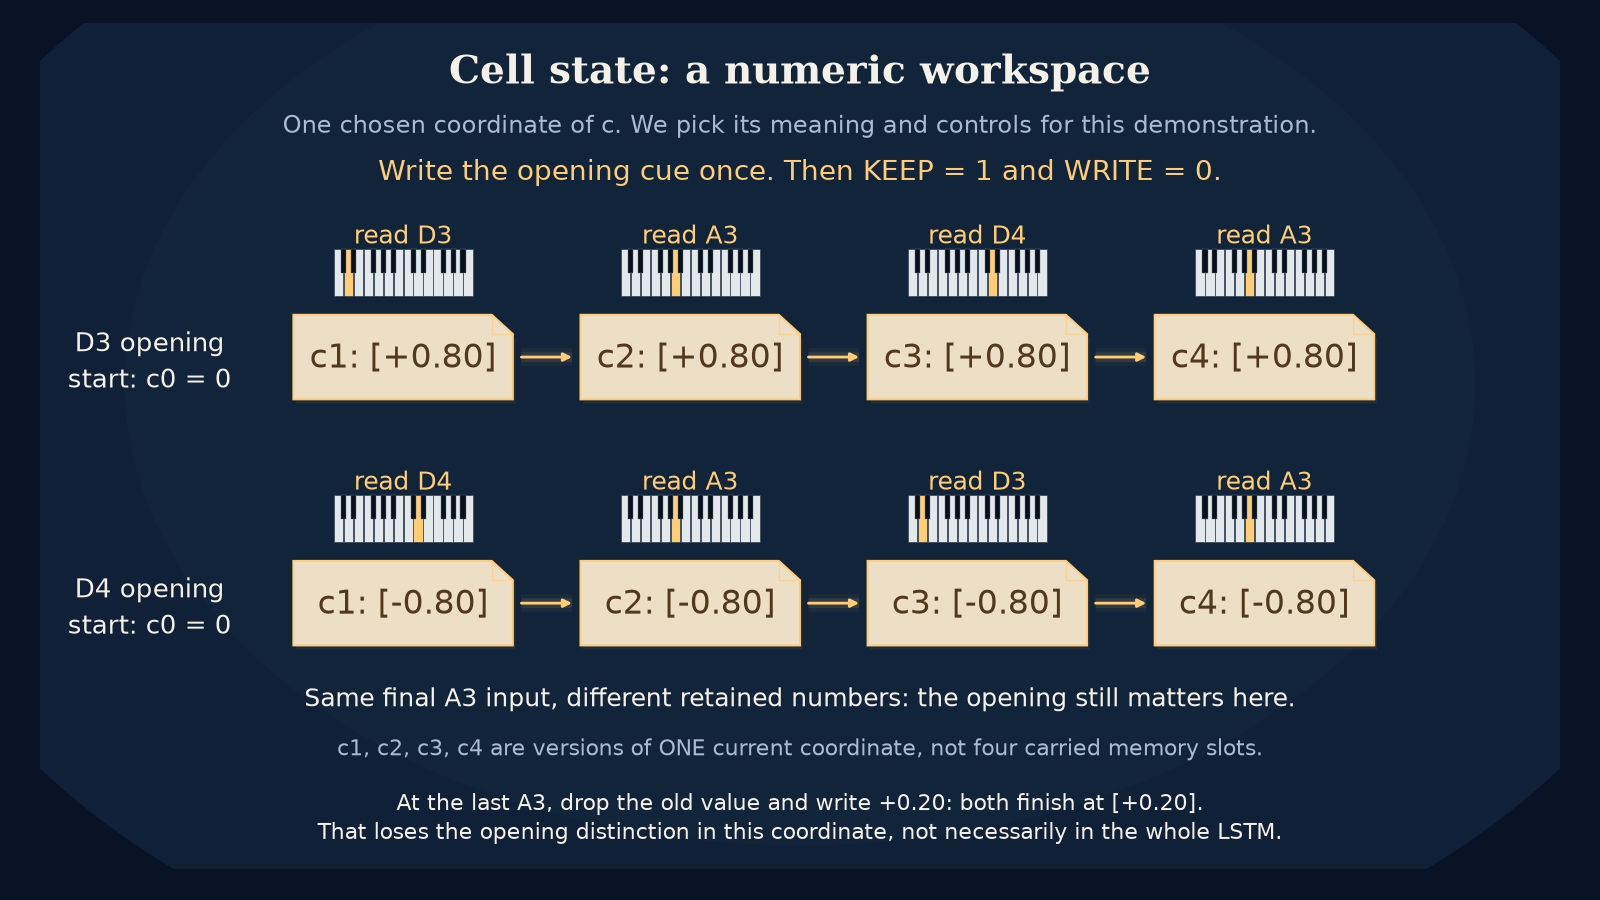 Cell state: a numeric workspace
One chosen coordinate of c. We pick its meaning and controls for this demonstration.
Write the opening cue once. Then KEEP = 1 and WRITE = 0.
read D3
read A3
read D4
read A3
D3 opening
start: c0 = 0
c1: [+0.80]
c2: [+0.80]
c3: [+0.80]
c4: [+0.80]
read D4
read A3
read D3
read A3
D4 opening
start: c0 = 0
c1: [-0.80]
c2: [-0.80]
c3: [-0.80]
c4: [-0.80]
Same final A3 input, different retained numbers: the opening still matters here.
c1, c2, c3, c4 are versions of ONE current coordinate, not four carried memory slots.
At the last A3, drop the old value and write +0.20: both finish at [+0.20].
That loses the opening distinction in this coordinate, not necessarily in the whole LSTM.